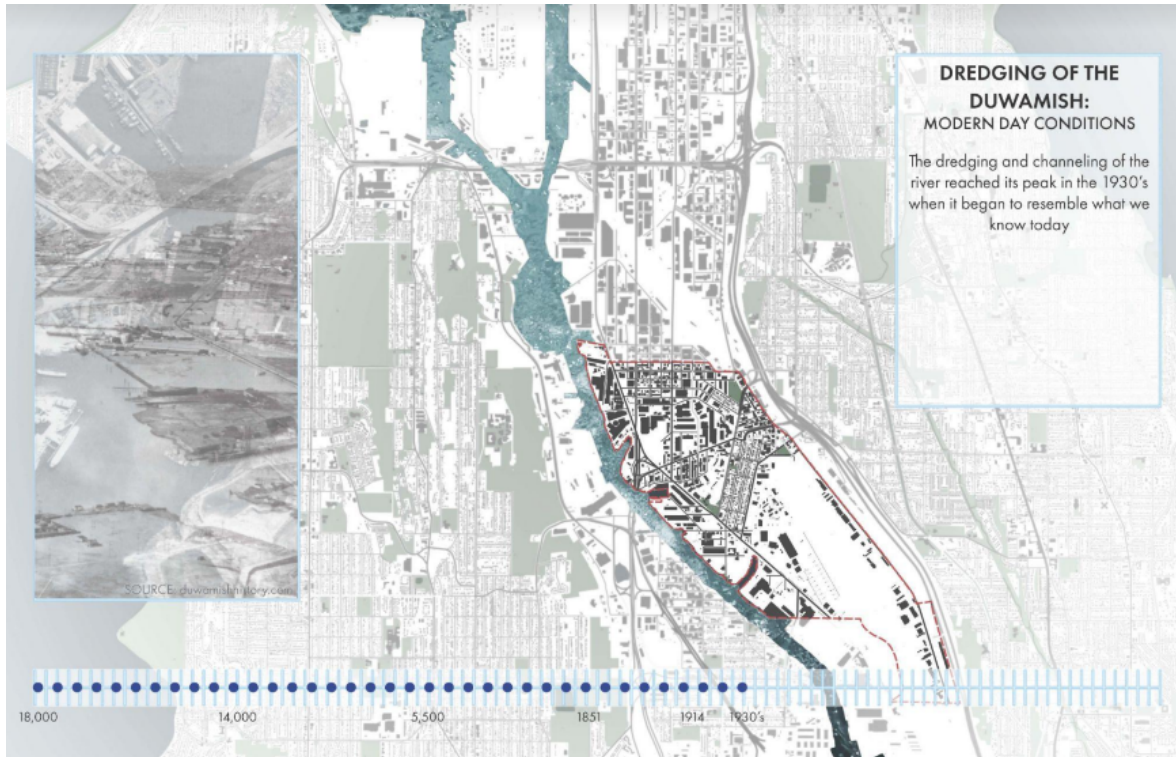 DREDGING OF THE
DUWAMISH:
MODERN DAY CONDITIONS
The dredging and channeling of the
river reached its peak in the 1930's
when it began to resemble what we
know today
SOURCE: duwamishhistory.com
18,000
14,000
5,500
1851
1914
1930's